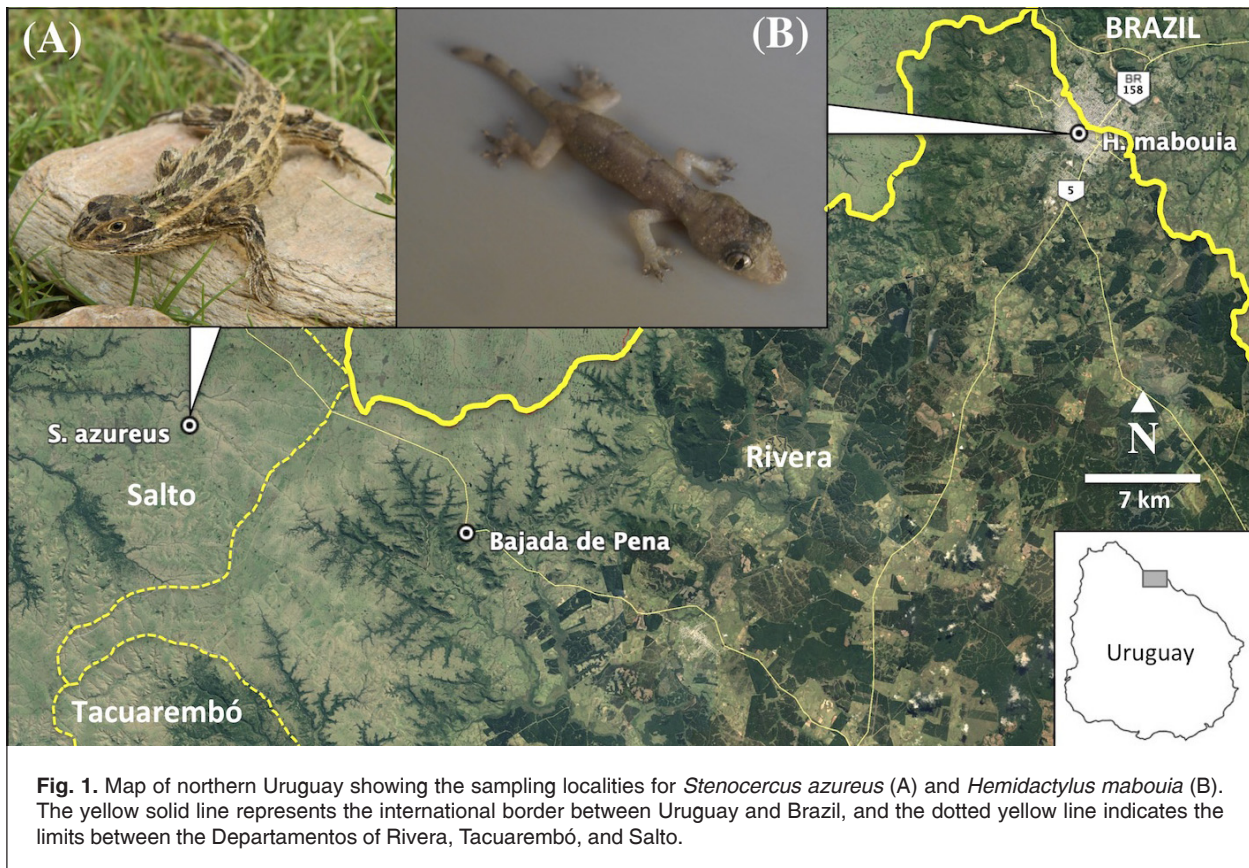 (A)
(B)
BRAZIL
BR
158
H. mabouia
5
S. azureus
Rivera
N
Salto
7 km
Bajada de Pena
Uruguay
Tacuarembó
Fig. 1. Map of northern Uruguay showing the sampling localities for Stenocercus azureus (A) and Hemidactylus mabouia (B).
The yellow solid line represents the international border between Uruguay and Brazil, and the dotted yellow line indicates the
limits between the Departamentos of Rivera, Tacuarembó, and Salto.